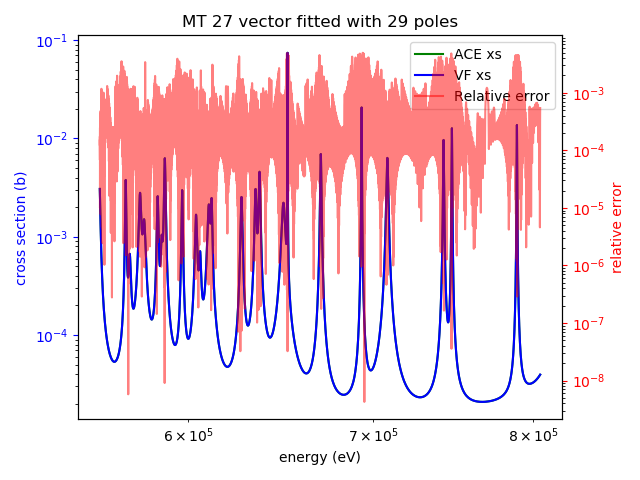 MT 27 vector fitted with 29 poles
ACE xs
VF xs
Relative error
cross section (b)
10⁻¹
10⁻²
10⁻³
10⁻⁴
10⁻³
10⁻⁴
10⁻⁵
10⁻⁶
10⁻⁷
10⁻⁸
relative error
6 × 10⁵
7 × 10⁵
8 × 10⁵
energy (eV)